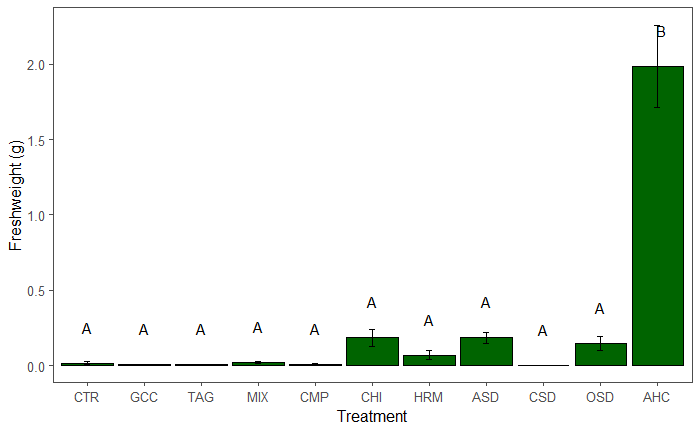 B
2.0
1.5
1.0
0.5
0.0
Freshweight (g)
A A A A A A A A A A
CTR GCC TAG MIX CMP CHI HRM ASD CSD OSD AHC
Treatment